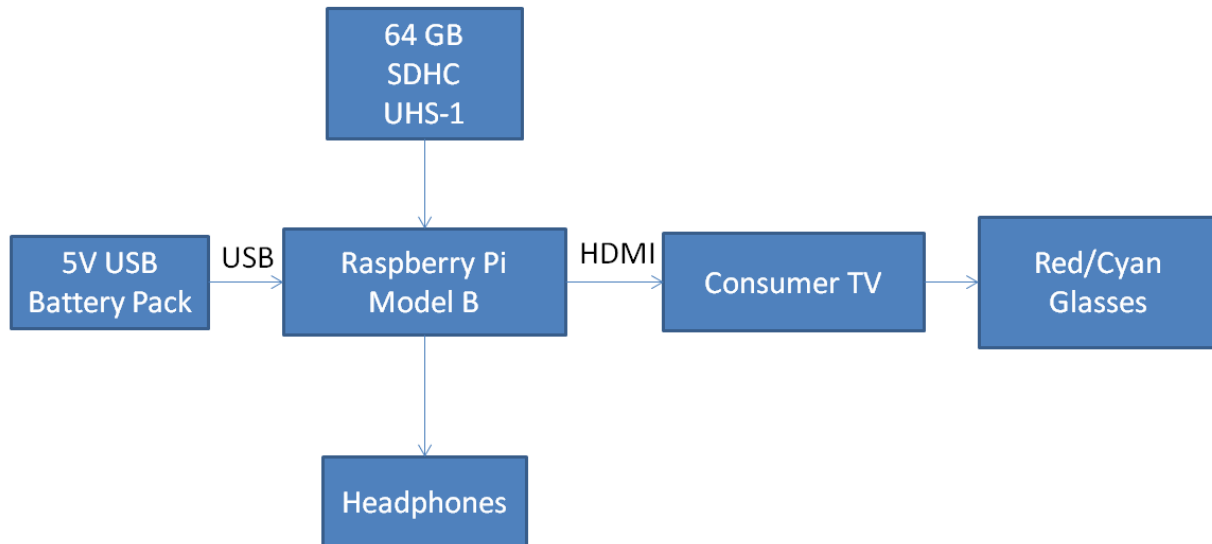 64 GB
SDHC
UHS-1
5V USB
Battery Pack
USB
Raspberry Pi
Model B
HDMI
Consumer TV
Red/Cyan
Glasses
Headphones